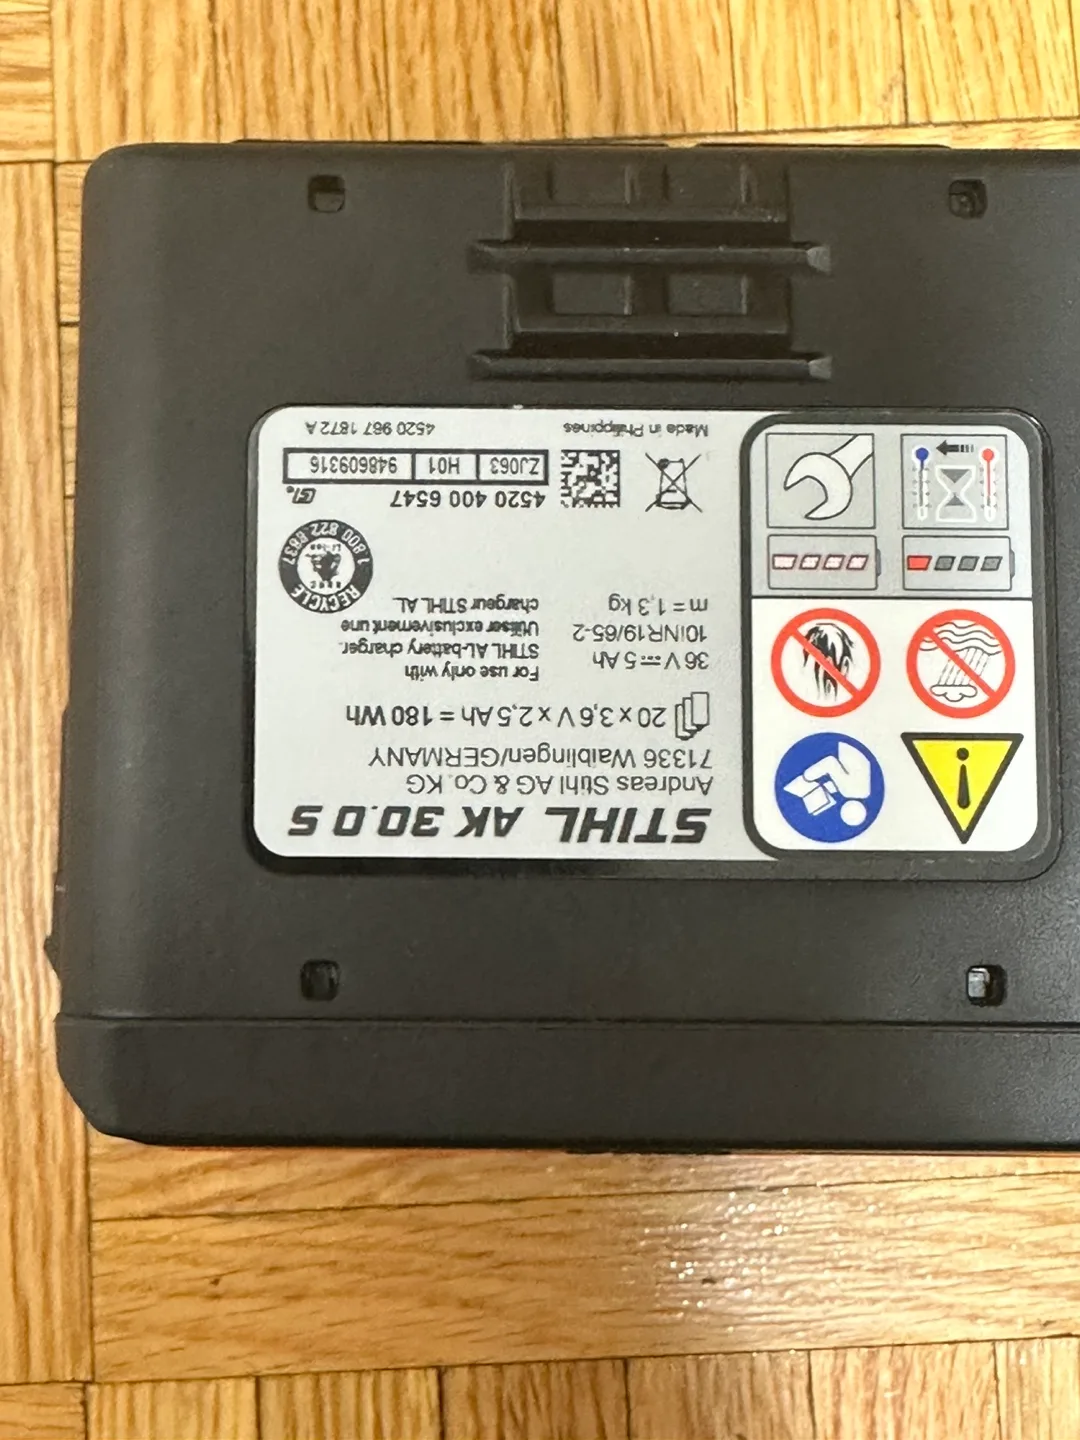 STIHL AK 30.0 S
Andreas Stihl AG & Co. KG
71336 Waiblingen/GERMANY
20 x 3,6 V x 2,5 Ah = 180 Wh
36 V 5 Ah
10INR19/65-2
m = 1,3 kg
For use only with
STIHL AL-battery charger.
Utiliser exclusivement une
chargeur STIHL AL.
RECYCLE
RBRC
Li-Ion
1.800.822.8837
4520 400 6547
ZJ063 H01 948609316
Made in Philippines
4520 967 1872 A